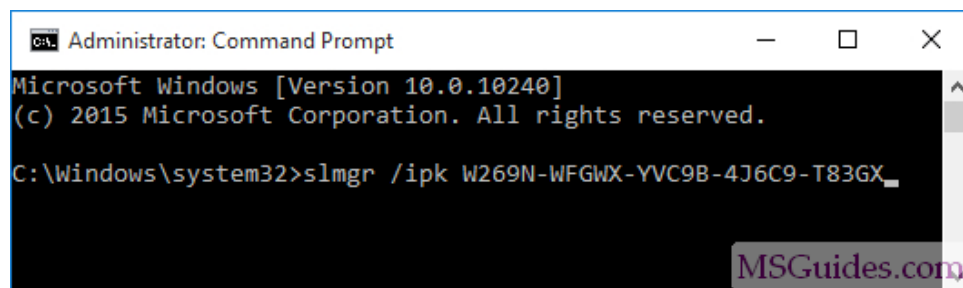 Administrator: Command Prompt
Microsoft Windows [Version 10.0.10240]
(c) 2015 Microsoft Corporation. All rights reserved.
C:\Windows\system32>slmgr /ipk W269N-WFGWX-YVC9B-4J6C9-T83GX_
MSGuides.com